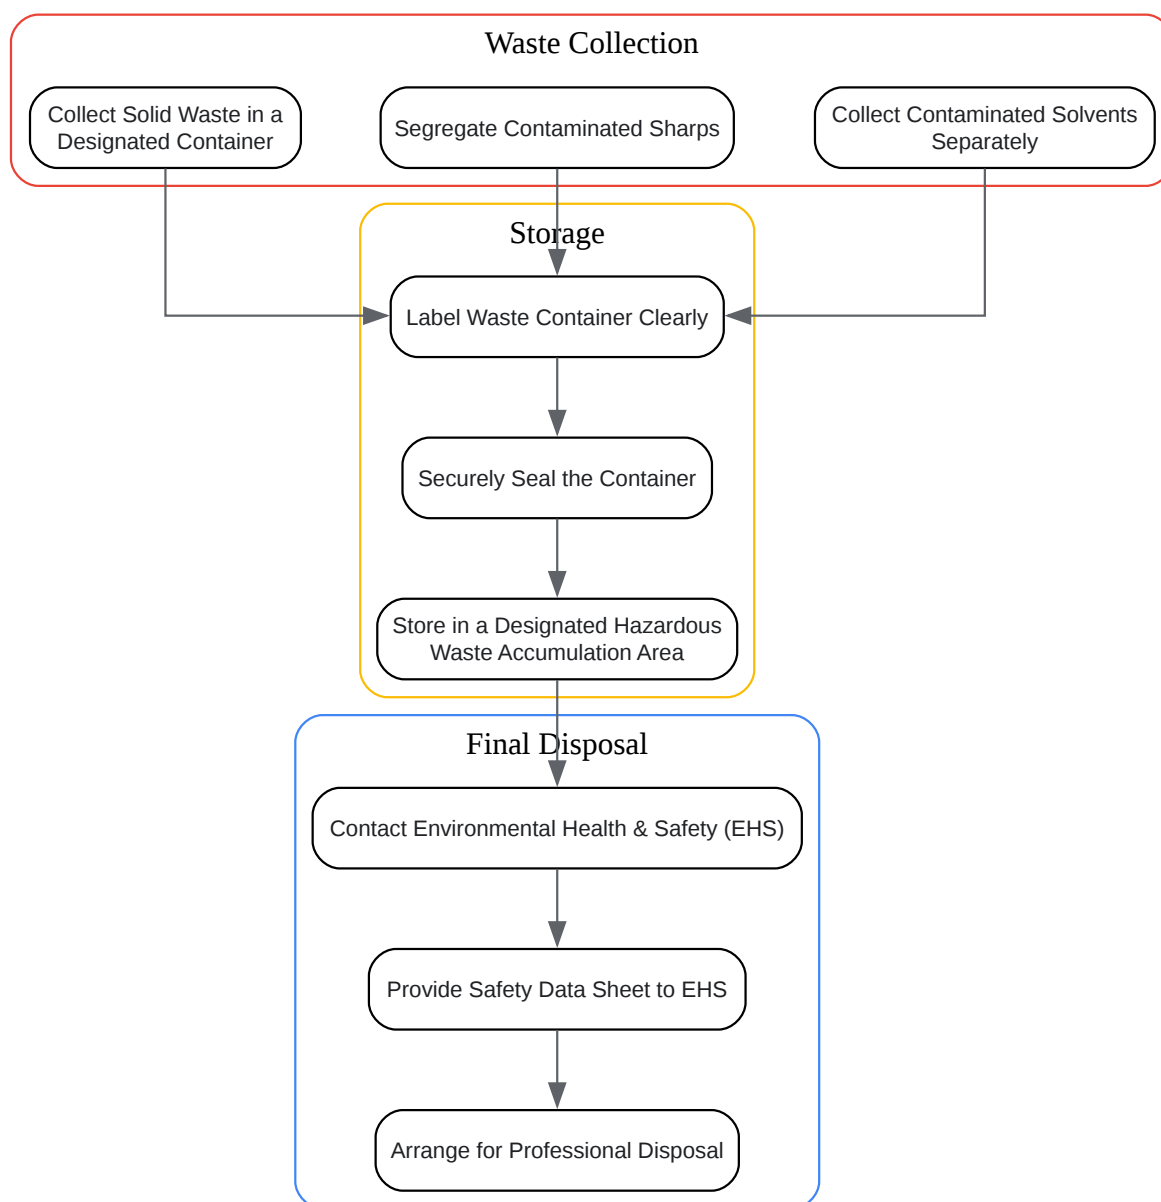 Waste Collection
Collect Solid Waste in a
Designated Container
Segregate Contaminated Sharps
Collect Contaminated Solvents
Separately
Storage
Label Waste Container Clearly
Securely Seal the Container
Store in a Designated Hazardous
Waste Accumulation Area
Final Disposal
Contact Environmental Health & Safety (EHS)
Provide Safety Data Sheet to EHS
Arrange for Professional Disposal